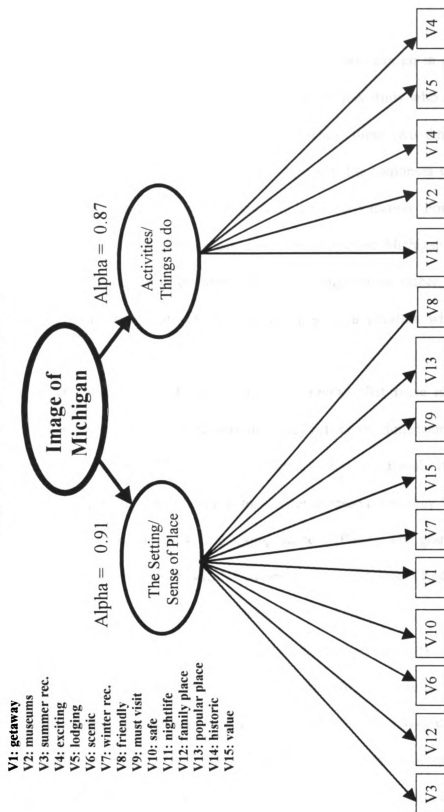 V1: getaway
V2: museums
V3: summer rec.
V4: exciting
V5: lodging
V6: scenic
V7: winter rec.
V8: friendly
V9: must visit
V10: safe
V11: nightlife
V12: family place
V13: popular place
V14: historic
V15: value
Image of
Michigan
Alpha = 0.91
Alpha = 0.87
The Setting/
Sense of Place
Activities/
Things to do
V3
V12
V6
V10
V1
V7
V15
V9
V13
V8
V11
V2
V14
V5
V4